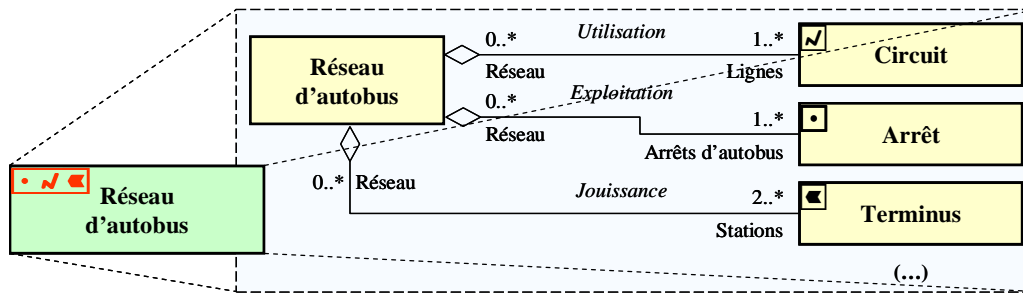 0..*
Utilisation
1..*
Réseau
d'autobus
Réseau
Lignes
Circuit
0..*
Exploitation
1..*
Réseau
Arrêts d'autobus
Arrêt
0..*
Réseau
Jouissance
2..*
Stations
Terminus
Réseau
d'autobus
(...)